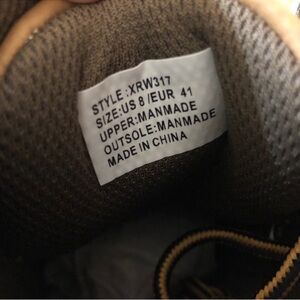 STYLE :XRW317
SIZE:US 8 /EUR 41
UPPER:MANMADE
OUTSOLE:MANMADE
MADE IN CHINA